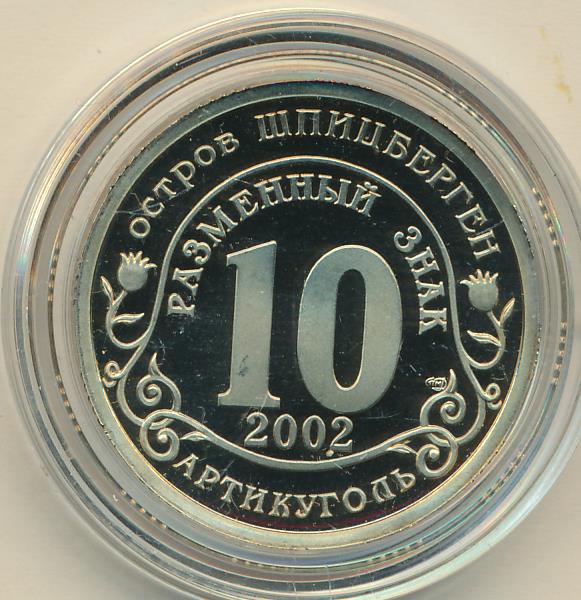 ОСТРОВ ШПИЦБЕРГЕН
РАЗМЕННЫЙ ЗНАК
10
2002
АРТИКУГОЛЬ